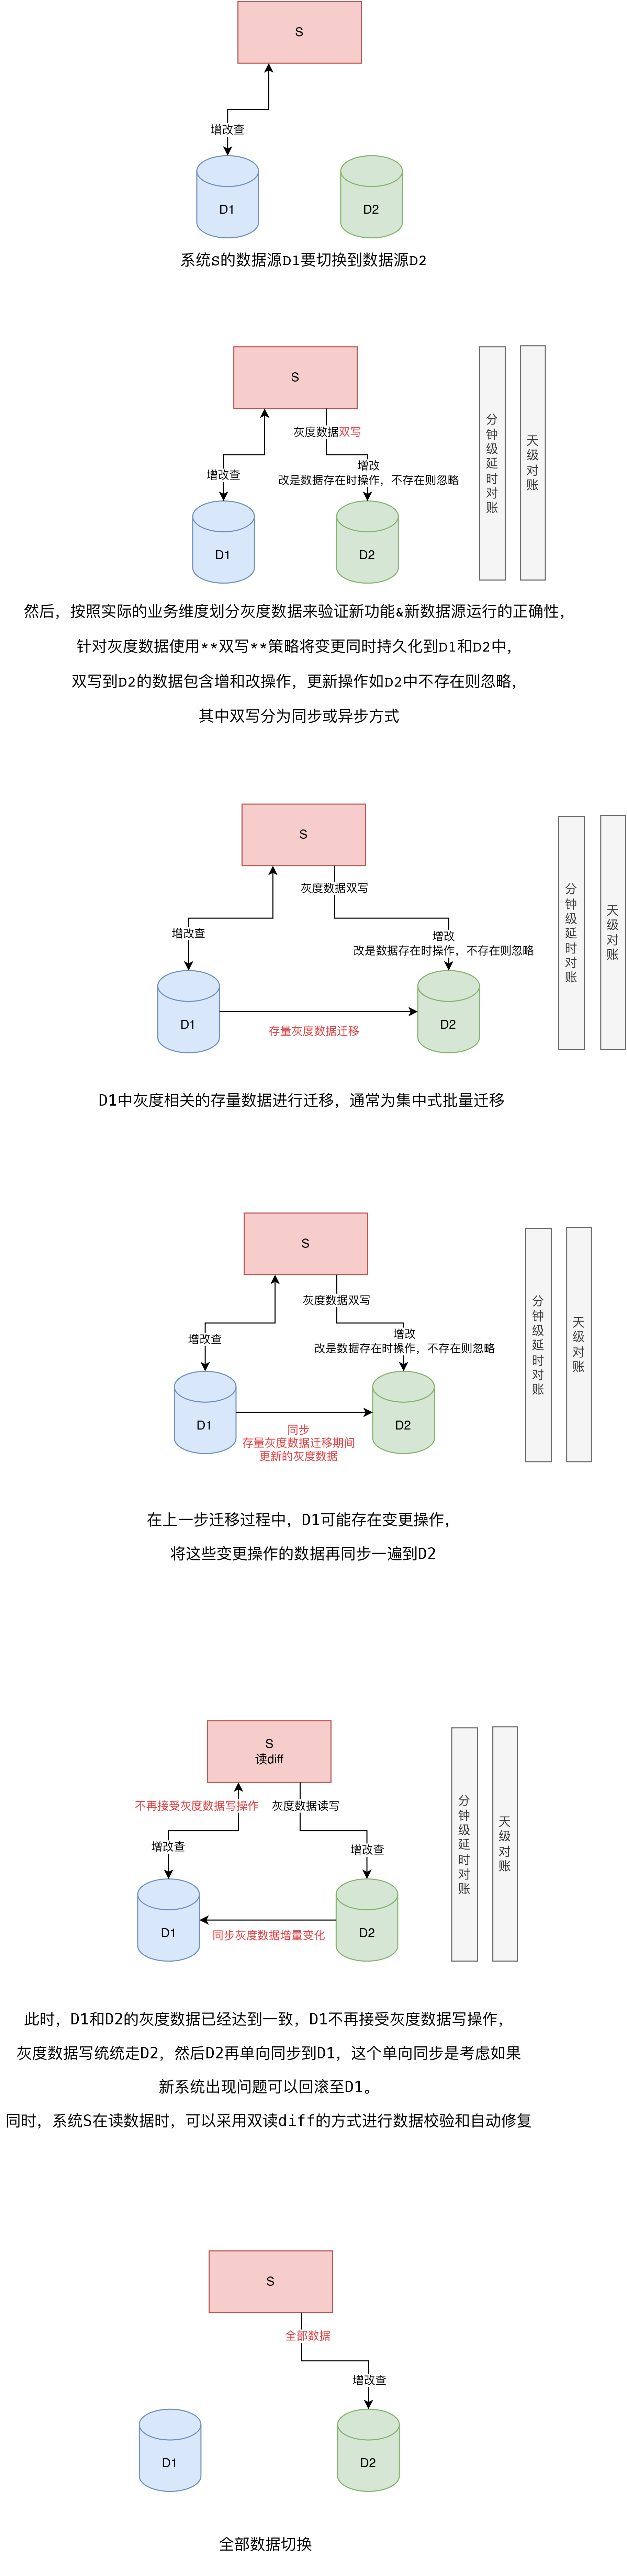 S
增改查
D1
D2
系统S的数据源D1要切换到数据源D2
S
灰度数据双写
增改查
增改
改是数据存在时操作，不存在则忽略
D1
D2
分钟级延时对账
天级对账
然后，按照实际的业务维度划分灰度数据来验证新功能&新数据源运行的正确性，
针对灰度数据使用**双写**策略将变更同时持久化到D1和D2中，
双写到D2的数据包含增和改操作，更新操作如D2中不存在则忽略，
其中双写分为同步或异步方式
S
灰度数据双写
增改查
增改
改是数据存在时操作，不存在则忽略
D1
D2
存量灰度数据迁移
分钟级延时对账
天级对账
D1中灰度相关的存量数据进行迁移，通常为集中式批量迁移
S
灰度数据双写
增改查
增改
改是数据存在时操作，不存在则忽略
D1
D2
同步
存量灰度数据迁移期间
更新的灰度数据
分钟级延时对账
天级对账
在上一步迁移过程中，D1可能存在变更操作，
将这些变更操作的数据再同步一遍到D2
S
读diff
不再接受灰度数据写操作
灰度数据读写
增改查
增改查
D1
D2
同步灰度数据增量变化
分钟级延时对账
天级对账
此时，D1和D2的灰度数据已经达到一致，D1不再接受灰度数据写操作，
灰度数据写统统走D2，然后D2再单向同步到D1，这个单向同步是考虑如果
新系统出现问题可以回滚至D1。
同时，系统S在读数据时，可以采用双读diff的方式进行数据校验和自动修复
S
全部数据
增改查
D1
D2
全部数据切换